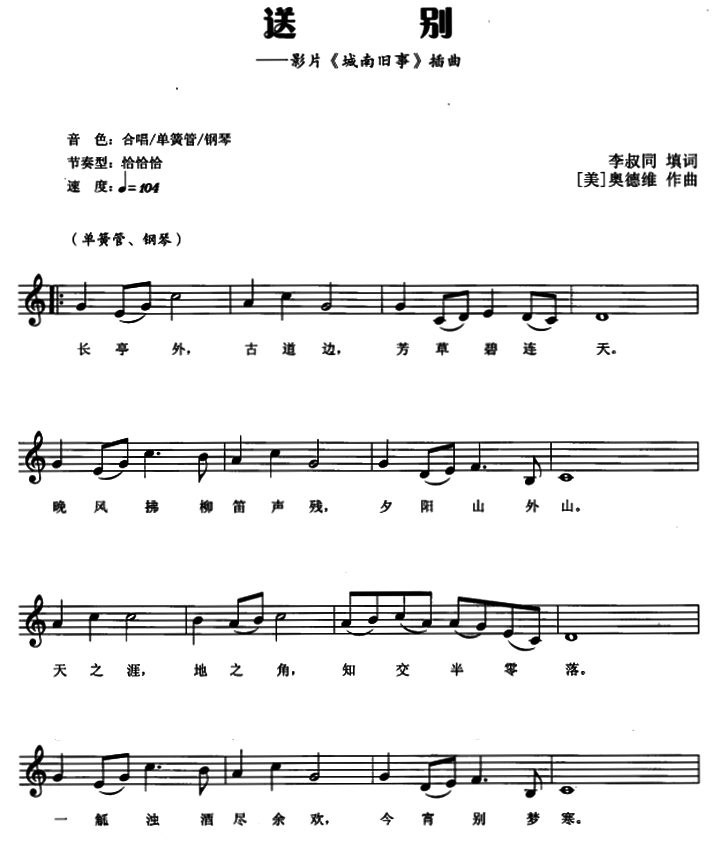 送 别
——影片《城南旧事》插曲
音 色：合唱/单簧管/钢琴
节奏型：恰恰恰
李叔同 填词
速 度：♩=104
[美]奥德维 作曲
（单簧管、钢琴）
长 亭 外， 古 道 边， 芳 草 碧 连 天。
晚 风 拂 柳 笛 声 残， 夕 阳 山 外 山。
天 之 涯， 地 之 角， 知 交 半 零 落。
一 觚 浊 酒 尽 余 欢， 今 宵 别 梦 寒。